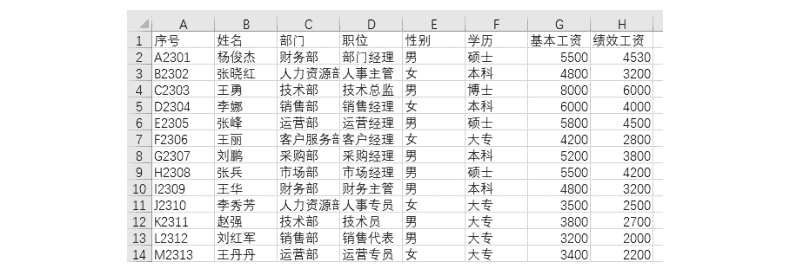 A B C D E F G H
1 序号 姓名 部门 职位 性别 学历 基本工资 绩效工资
2 A2301 杨俊杰 财务部 部门经理 男 硕士 5500 4530
3 B2302 张晓红 人力资源部 人事主管 女 本科 4800 3200
4 C2303 王勇 技术部 技术总监 男 博士 8000 6000
5 D2304 李娜 销售部 销售经理 女 本科 6000 4000
6 E2305 张峰 运营部 运营经理 男 硕士 5800 4500
7 F2306 王丽 客户服务部 客户经理 女 大专 4200 2800
8 G2307 刘鹏 采购部 采购经理 男 本科 5200 3800
9 H2308 张兵 市场部 市场经理 男 硕士 5500 4200
10 I2309 王华 财务部 财务主管 男 本科 4800 3200
11 J2310 李秀芳 人力资源部 人事专员 女 大专 3500 2500
12 K2311 赵强 技术部 技术员 男 大专 3800 2700
13 L2312 刘红军 销售部 销售代表 男 大专 3200 2000
14 M2313 王丹丹 运营部 运营专员 女 大专 3400 2200